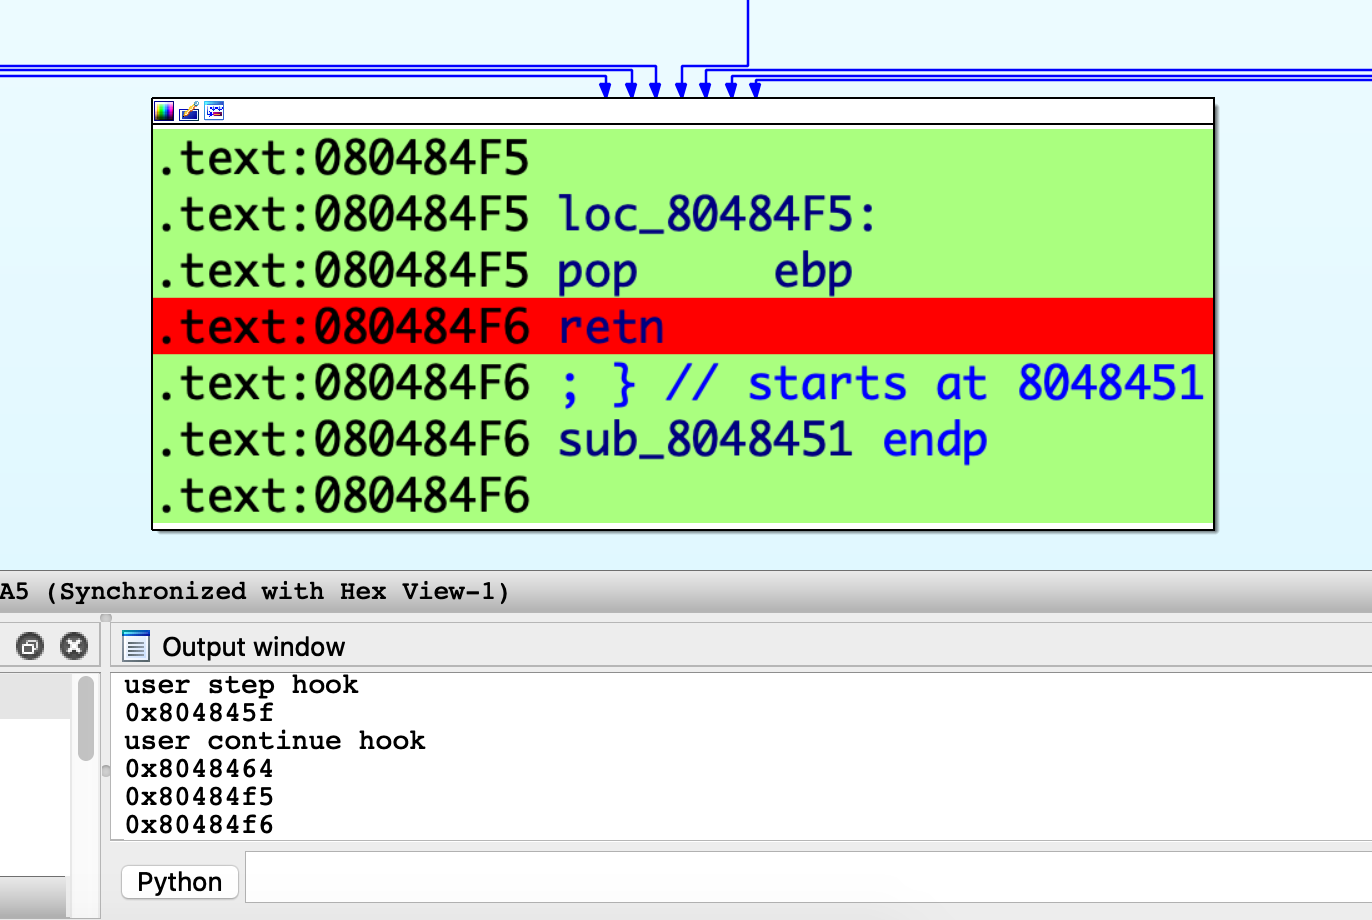 .text:080484F5
.text:080484F5 loc_80484F5:
.text:080484F5 pop     ebp
.text:080484F6 retn
.text:080484F6 ; } // starts at 8048451
.text:080484F6 sub_8048451 endp
.text:080484F6
A5 (Synchronized with Hex View-1)
Output window
user step hook
0x804845f
user continue hook
0x8048464
0x80484f5
0x80484f6
Python